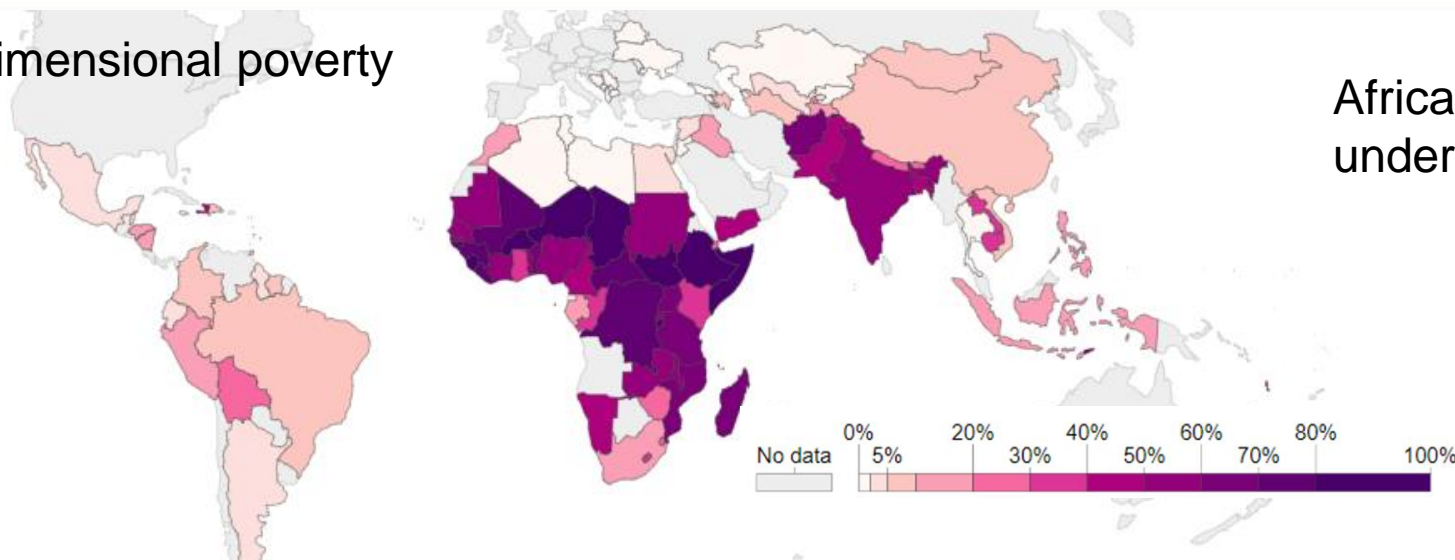 imensional poverty
Africa
under
0% 20% 40% 60% 80%
No data 5% 30% 50% 70% 100%